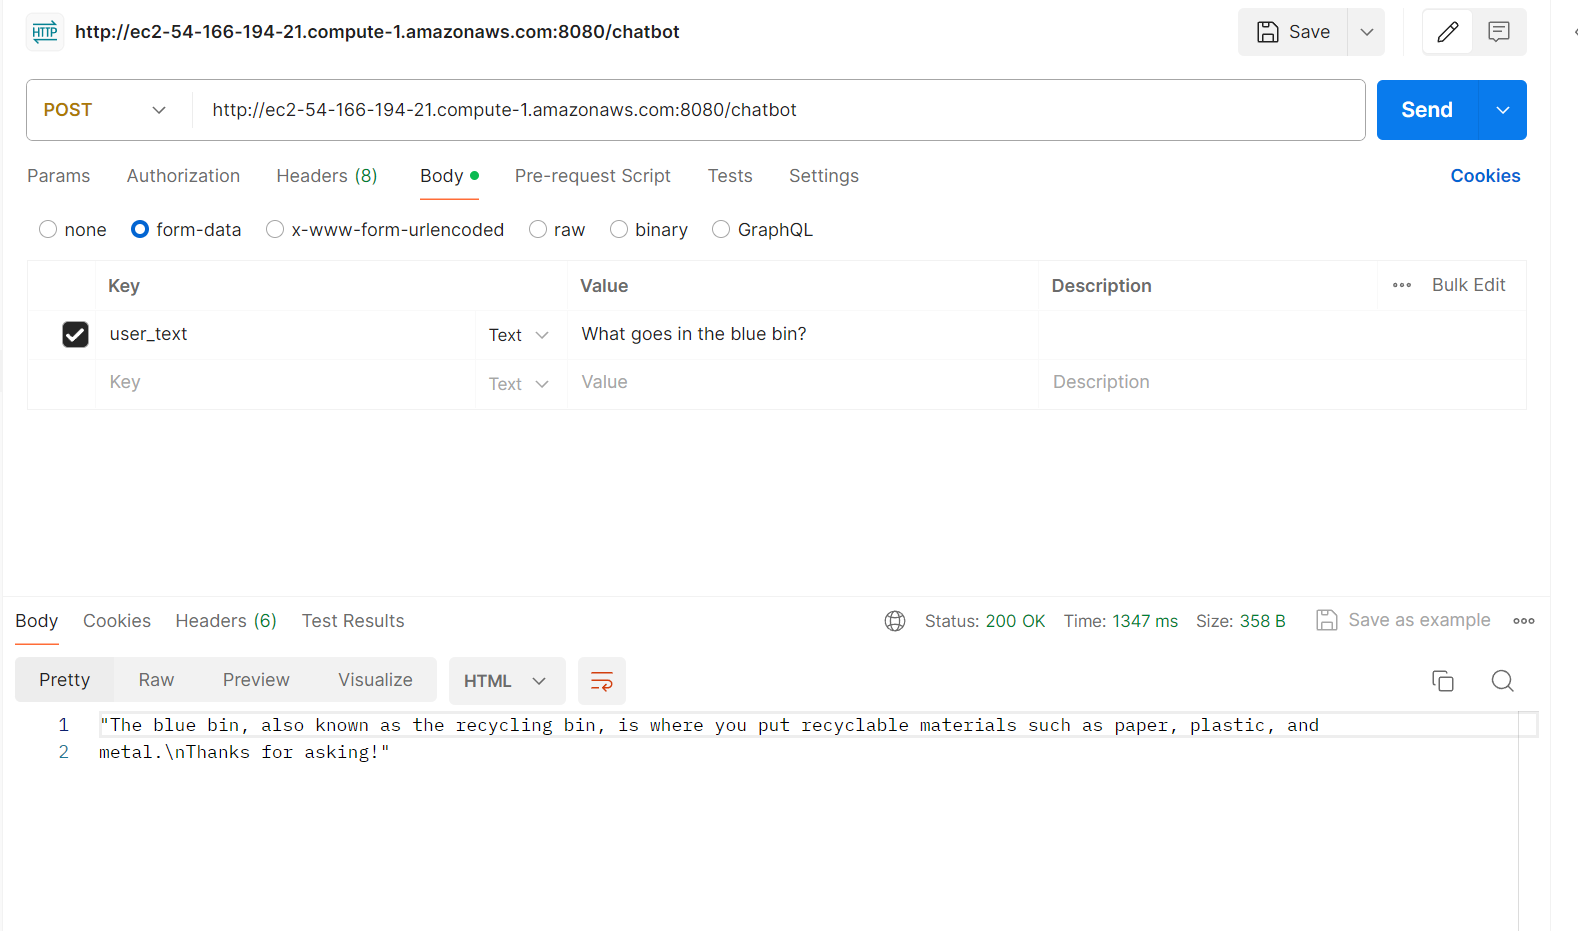 HTTP http://ec2-54-166-194-21.compute-1.amazonaws.com:8080/chatbot Save
POST http://ec2-54-166-194-21.compute-1.amazonaws.com:8080/chatbot Send
Params Authorization Headers (8) Body Pre-request Script Tests Settings Cookies
none form-data x-www-form-urlencoded raw binary GraphQL
Key Value Description Bulk Edit
user_text Text What goes in the blue bin?
Key Text Value Description
Body Cookies Headers (6) Test Results Status: 200 OK Time: 1347 ms Size: 358 B Save as example
Pretty Raw Preview Visualize HTML
1 "The blue bin, also known as the recycling bin, is where you put recyclable materials such as paper, plastic, and
2 metal.\nThanks for asking!"